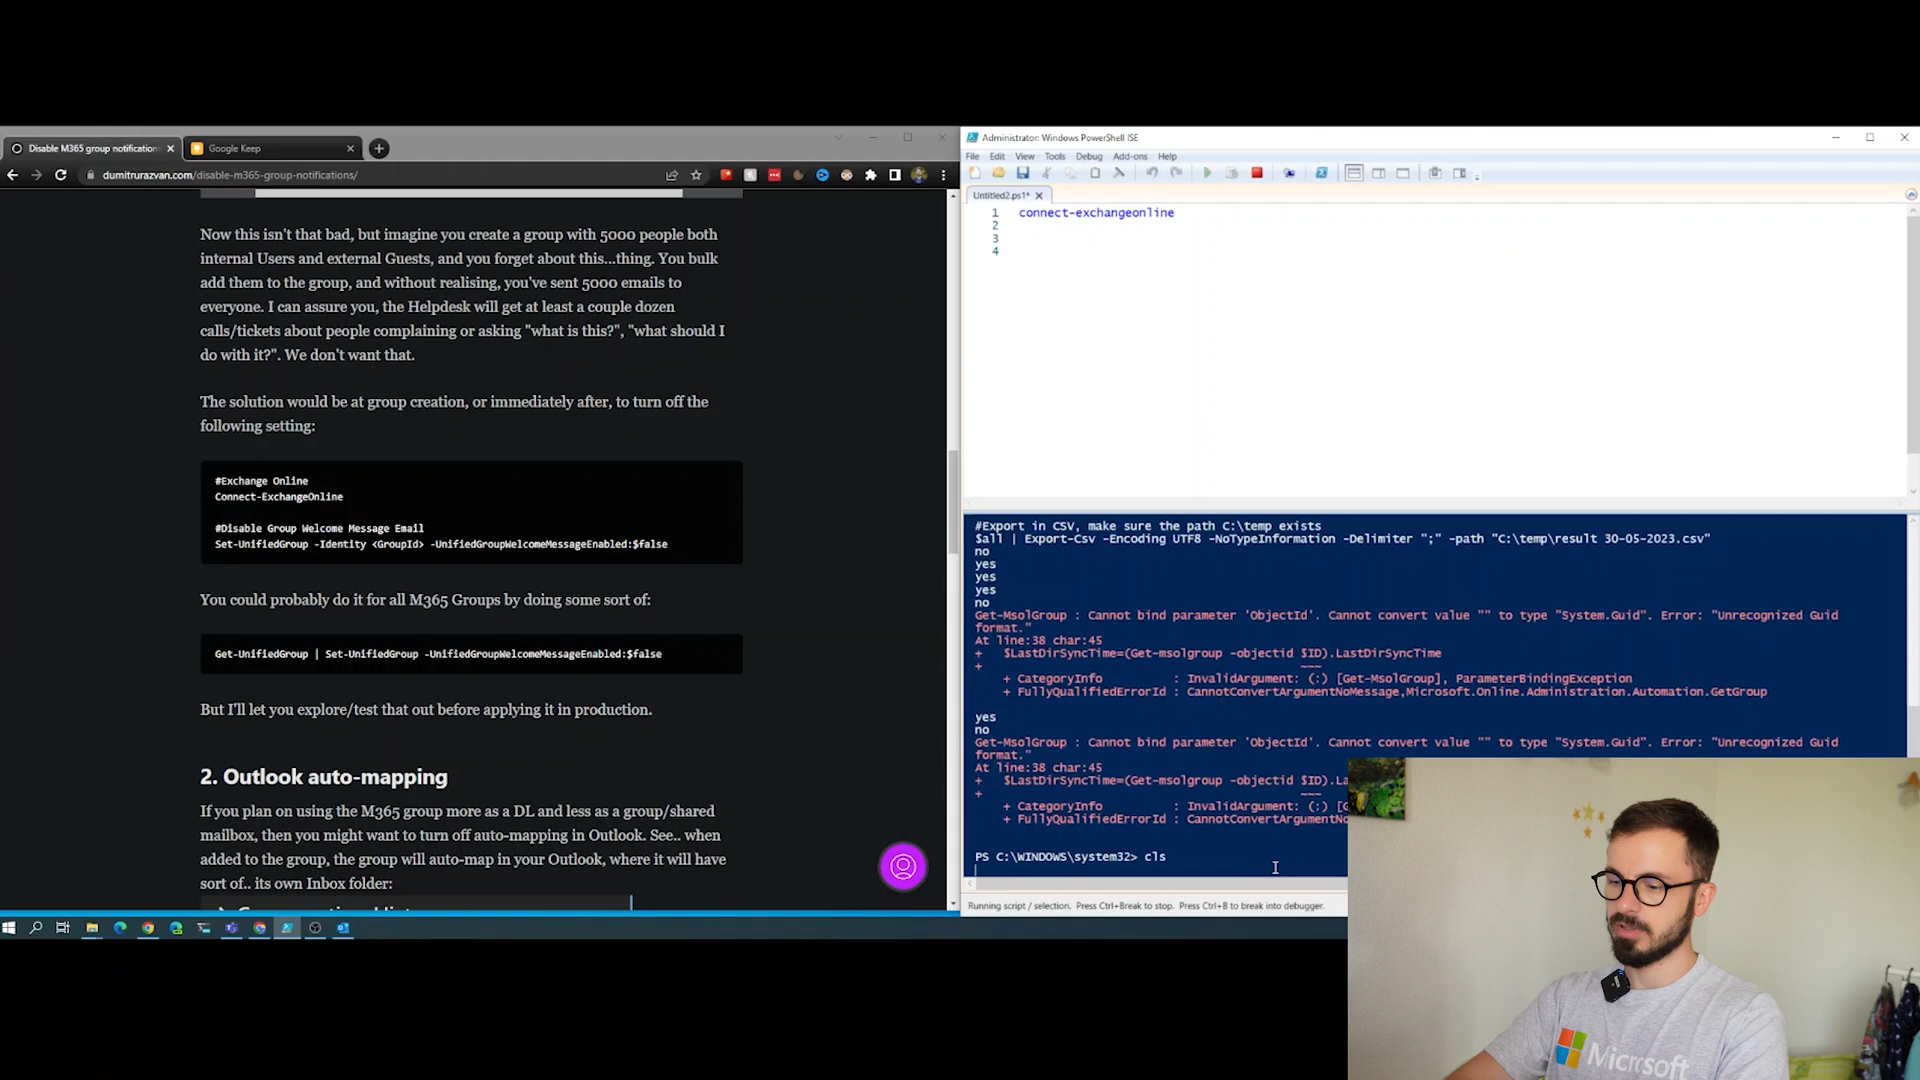 Disable M365 group notification
Google Keep
dumitrurazvan.com/disable-m365-group-notifications/
Now this isn't that bad, but imagine you create a group with 5000 people both
internal Users and external Guests, and you forget about this...thing. You bulk
add them to the group, and without realising, you've sent 5000 emails to
everyone. I can assure you, the Helpdesk will get at least a couple dozen
calls/tickets about people complaining or asking "what is this?", "what should I
do with it?". We don't want that.
The solution would be at group creation, or immediately after, to turn off the
following setting:
#Exchange Online
Connect-ExchangeOnline
#Disable Group Welcome Message Email
Set-UnifiedGroup -Identity <GroupId> -UnifiedGroupWelcomeMessageEnabled:$false
You could probably do it for all M365 Groups by doing some sort of:
Get-UnifiedGroup | Set-UnifiedGroup -UnifiedGroupWelcomeMessageEnabled:$false
But I'll let you explore/test that out before applying it in production.
2. Outlook auto-mapping
If you plan on using the M365 group more as a DL and less as a group/shared
mailbox, then you might want to turn off auto-mapping in Outlook. See.. when
added to the group, the group will auto-map in your Outlook, where it will have
sort of.. its own Inbox folder:
Administrator: Windows PowerShell ISE
File Edit View Tools Debug Add-ons Help
Untitled2.ps1*
1 connect-exchangeonline
2
3
4
#Export in CSV, make sure the path C:\temp exists
$all | Export-Csv -Encoding UTF8 -NoTypeInformation -Delimiter ";" -path "C:\temp\result 30-05-2023.csv"
no
yes
yes
yes
no
Get-MsolGroup : Cannot bind parameter 'ObjectId'. Cannot convert value "" to type "System.Guid". Error: "Unrecognized Guid
format."
At line:38 char:45
+ $LastDirSyncTime=(Get-msolgroup -objectid $ID).LastDirSyncTime
+ ~~~
+ CategoryInfo : InvalidArgument: (:) [Get-MsolGroup], ParameterBindingException
+ FullyQualifiedErrorId : CannotConvertArgumentNoMessage,Microsoft.Online.Administration.Automation.GetGroup
yes
no
Get-MsolGroup : Cannot bind parameter 'ObjectId'. Cannot convert value "" to type "System.Guid". Error: "Unrecognized Guid
format."
At line:38 char:45
+ $LastDirSyncTime=(Get-msolgroup -objectid $ID).L
+ ~~~
+ CategoryInfo : InvalidArgument: (:) [G
+ FullyQualifiedErrorId : CannotConvertArgumentNo
PS C:\WINDOWS\system32> cls
Running script / selection. Press Ctrl+Break to stop. Press Ctrl+B to break into debugger.
Microsoft